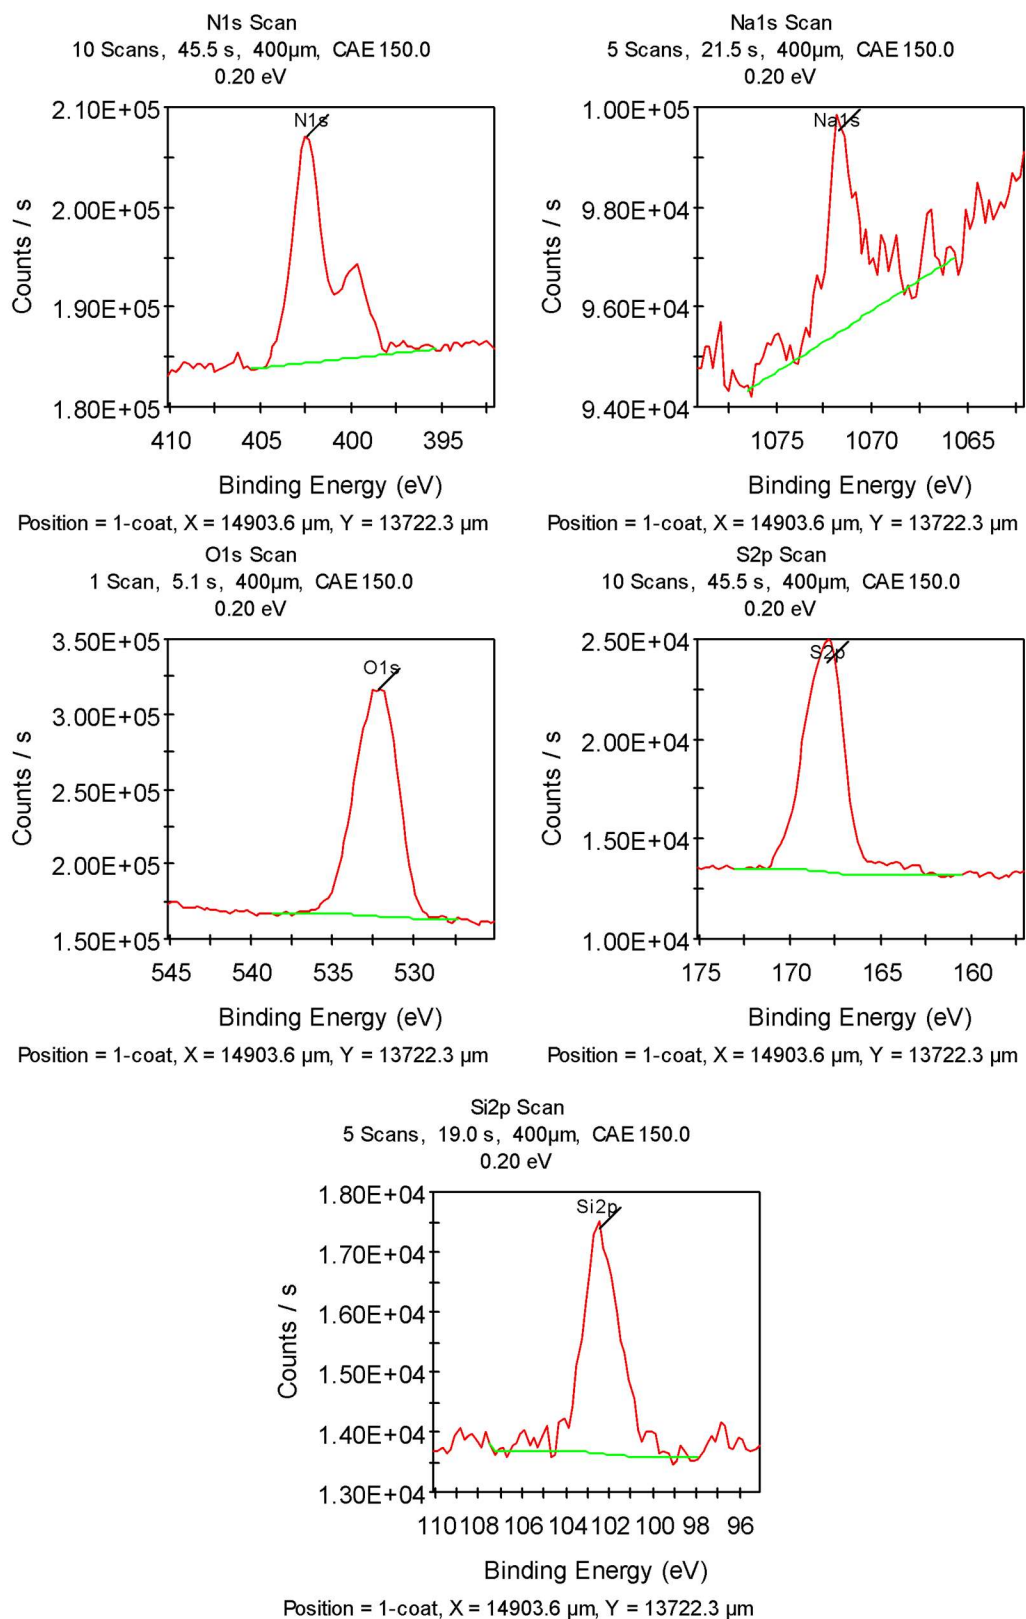 N1s Scan
10 Scans, 45.5 s, 400µm, CAE 150.0
0.20 eV
2.10E+05
2.00E+05
1.90E+05
1.80E+05
Counts / s
N1s
410 405 400 395
Binding Energy (eV)
Position = 1-coat, X = 14903.6 µm, Y = 13722.3 µm
Na1s Scan
5 Scans, 21.5 s, 400µm, CAE 150.0
0.20 eV
1.00E+05
9.80E+04
9.60E+04
9.40E+04
Counts / s
Na1s
1075 1070 1065
Binding Energy (eV)
Position = 1-coat, X = 14903.6 µm, Y = 13722.3 µm
O1s Scan
1 Scan, 5.1 s, 400µm, CAE 150.0
0.20 eV
3.50E+05
3.00E+05
2.50E+05
2.00E+05
1.50E+05
Counts / s
O1s
545 540 535 530
Binding Energy (eV)
Position = 1-coat, X = 14903.6 µm, Y = 13722.3 µm
S2p Scan
10 Scans, 45.5 s, 400µm, CAE 150.0
0.20 eV
2.50E+04
2.00E+04
1.50E+04
1.00E+04
Counts / s
S2p
175 170 165 160
Binding Energy (eV)
Position = 1-coat, X = 14903.6 µm, Y = 13722.3 µm
Si2p Scan
5 Scans, 19.0 s, 400µm, CAE 150.0
0.20 eV
1.80E+04
1.70E+04
1.60E+04
1.50E+04
1.40E+04
1.30E+04
Counts / s
Si2p
110 108 106 104 102 100 98 96
Binding Energy (eV)
Position = 1-coat, X = 14903.6 µm, Y = 13722.3 µm